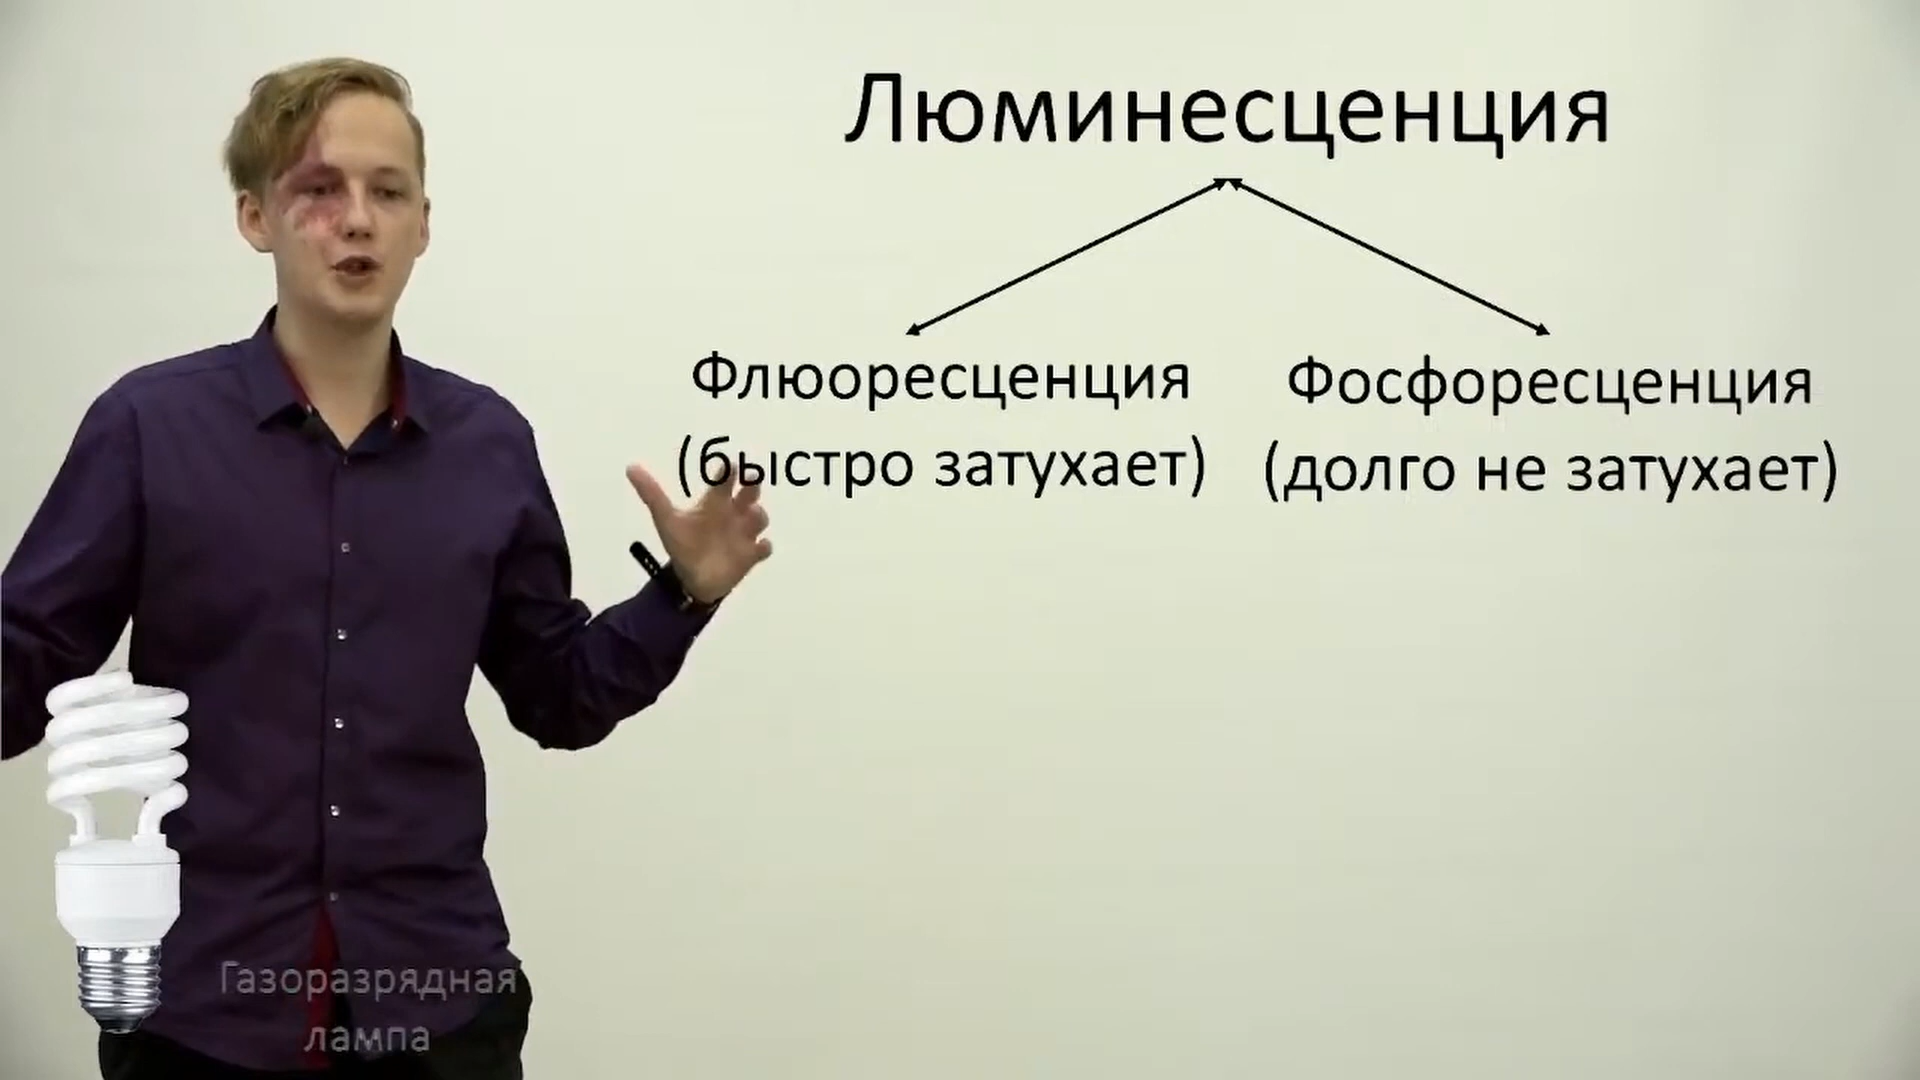 Люминесценция
Флюоресценция
(быстро затухает)
Фосфоресценция
(долго не затухает)
Газоразрядная
лампа